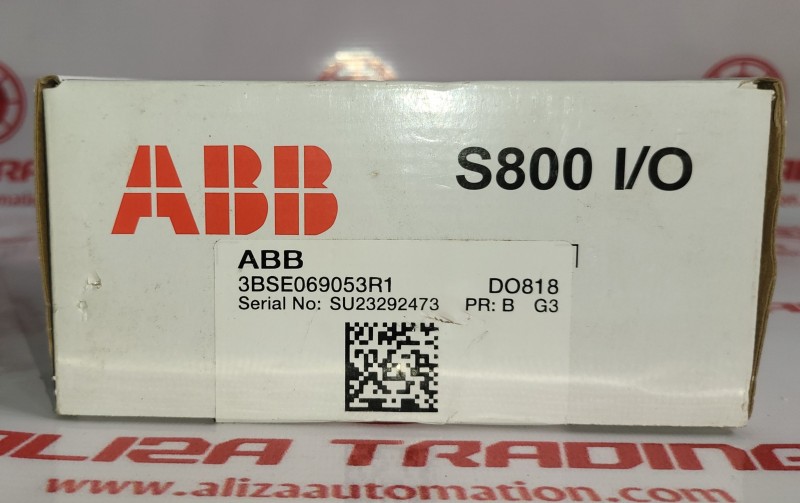 ABB
S800 I/O
ABB
3BSE069053R1 DO818
Serial No: SU23292473 PR: B G3
ALIZA TRADING
www.alizaautomation.com